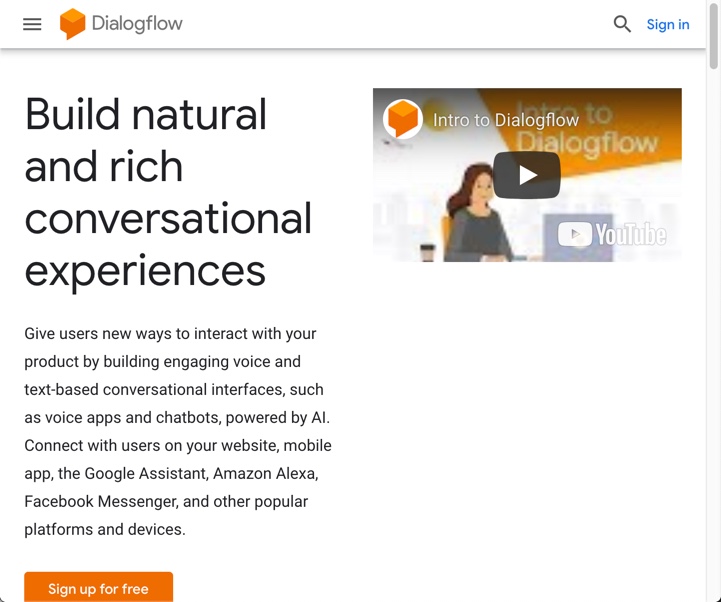 Dialogflow
Sign in
Build natural
and rich
conversational
experiences
Intro to Dialogflow
Intro to
Dialogflow
YouTube
Give users new ways to interact with your
product by building engaging voice and
text-based conversational interfaces, such
as voice apps and chatbots, powered by AI.
Connect with users on your website, mobile
app, the Google Assistant, Amazon Alexa,
Facebook Messenger, and other popular
platforms and devices.
Sign up for free